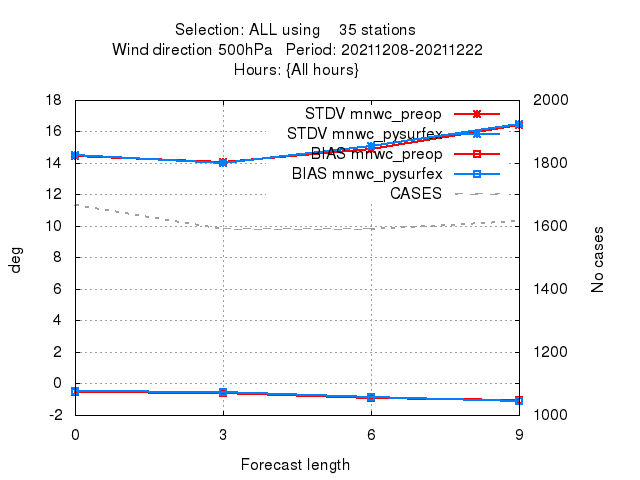 Selection: ALL using    35 stations
Wind direction 500hPa   Period: 20211208-20211222
Hours: {All hours}
18 2000
STDV mnwc_preop
16
STDV mnwc_pysurfex
BIAS mnwc_preop
14 1800
BIAS mnwc_pysurfex
12
CASES
10 1600
deg
No cases
8
6 1400
4
2 1200
0
-2 1000
0 3 6 9
Forecast length